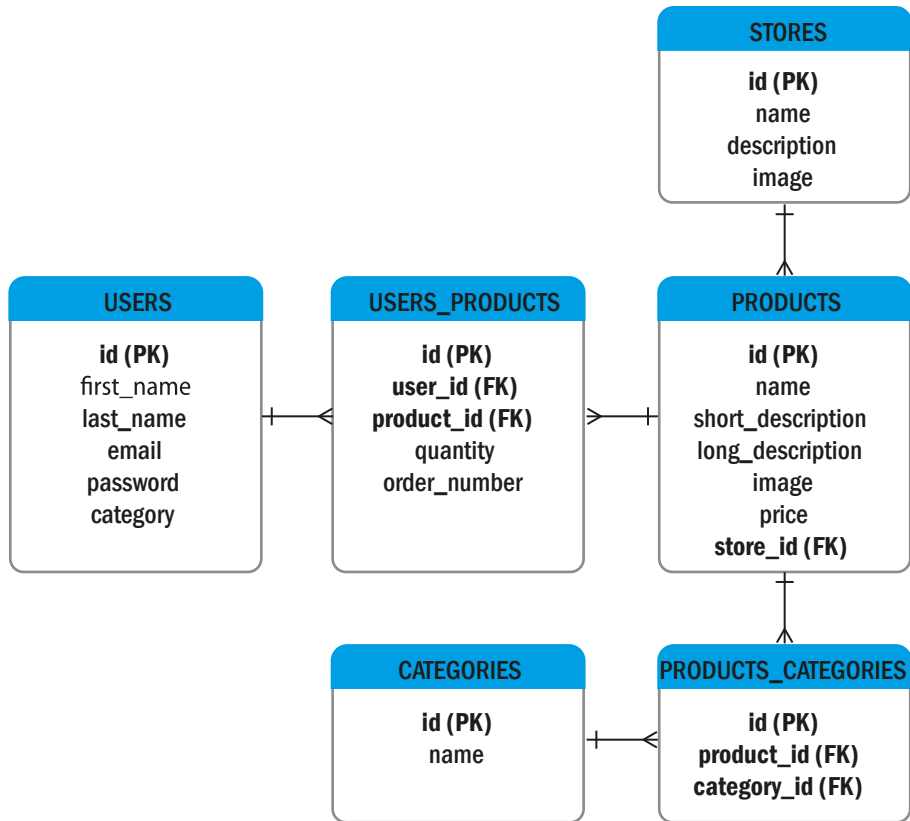 STORES
id (PK)
name
description
image
USERS
id (PK)
first_name
last_name
email
password
category
USERS_PRODUCTS
id (PK)
user_id (FK)
product_id (FK)
quantity
order_number
PRODUCTS
id (PK)
name
short_description
long_description
image
price
store_id (FK)
CATEGORIES
id (PK)
name
PRODUCTS_CATEGORIES
id (PK)
product_id (FK)
category_id (FK)